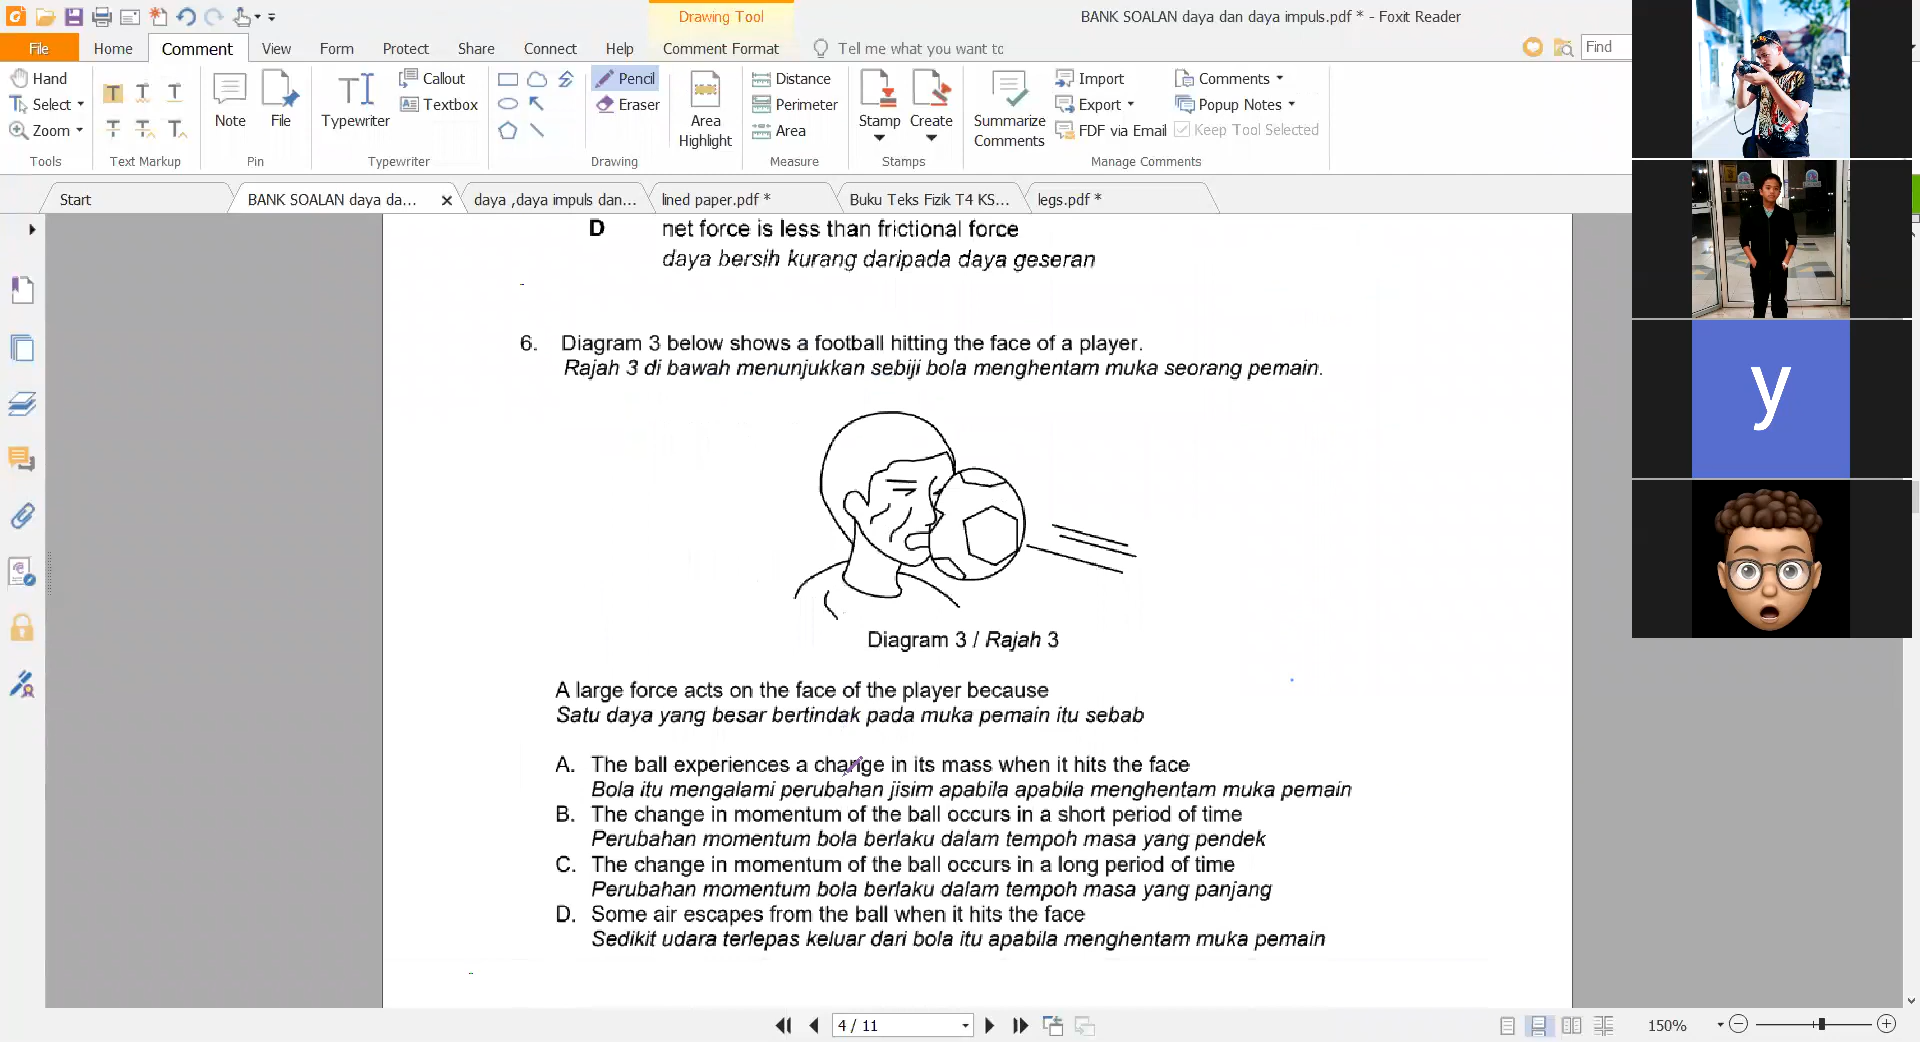 Drawing Tool
BANK SOALAN daya dan daya impuls.pdf * - Foxit Reader
File Home Comment View Form Protect Share Connect Help Comment Format Tell me what you want to Find
Hand
Select
Zoom
Tools
Text Markup
Note
File
Pin
Typewriter
Callout
Textbox
Typewriter
Pencil
Eraser
Drawing
Area
Highlight
Distance
Perimeter
Area
Measure
Stamp
Create
Stamps
Summarize
Comments
Import
Export
FDF via Email
Comments
Popup Notes
Keep Tool Selected
Manage Comments
Start
BANK SOALAN daya da...
daya ,daya impuls dan...
lined paper.pdf *
Buku Teks Fizik T4 KS...
legs.pdf *
D net force is less than frictional force
daya bersih kurang daripada daya geseran
6. Diagram 3 below shows a football hitting the face of a player.
Rajah 3 di bawah menunjukkan sebiji bola menghentam muka seorang pemain.
Diagram 3 / Rajah 3
A large force acts on the face of the player because
Satu daya yang besar bertindak pada muka pemain itu sebab
A. The ball experiences a change in its mass when it hits the face
Bola itu mengalami perubahan jisim apabila apabila menghentam muka pemain
B. The change in momentum of the ball occurs in a short period of time
Perubahan momentum bola berlaku dalam tempoh masa yang pendek
C. The change in momentum of the ball occurs in a long period of time
Perubahan momentum bola berlaku dalam tempoh masa yang panjang
D. Some air escapes from the ball when it hits the face
Sedikit udara terlepas keluar dari bola itu apabila menghentam muka pemain
y
4 / 11
150%